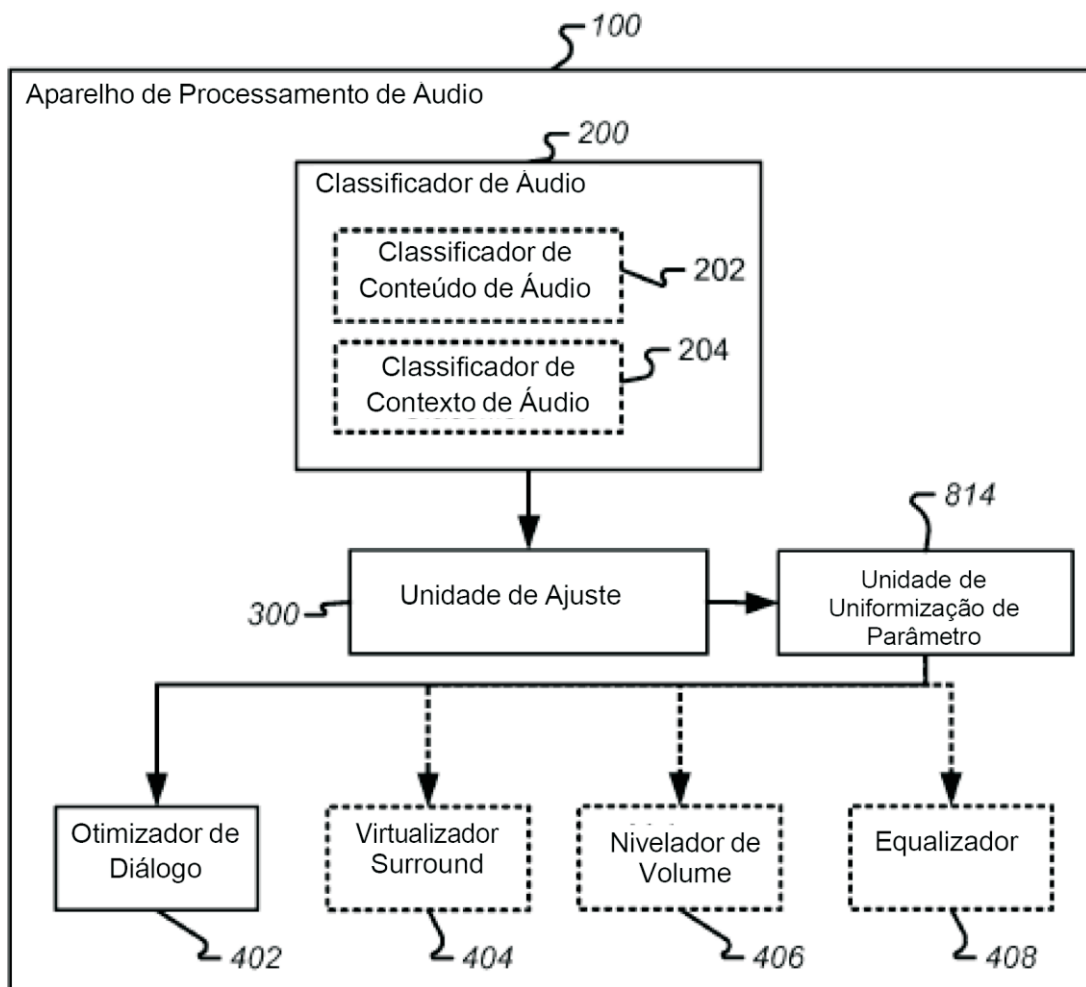 100
Aparelho de Processamento de Áudio
200
Classificador de Áudio
Classificador de
Conteúdo de Áudio
202
Classificador de
Contexto de Áudio
204
814
300
Unidade de Ajuste
Unidade de
Uniformização de
Parâmetro
Otimizador de
Diálogo
Virtualizador
Surround
Nivelador de
Volume
Equalizador
402
404
406
408